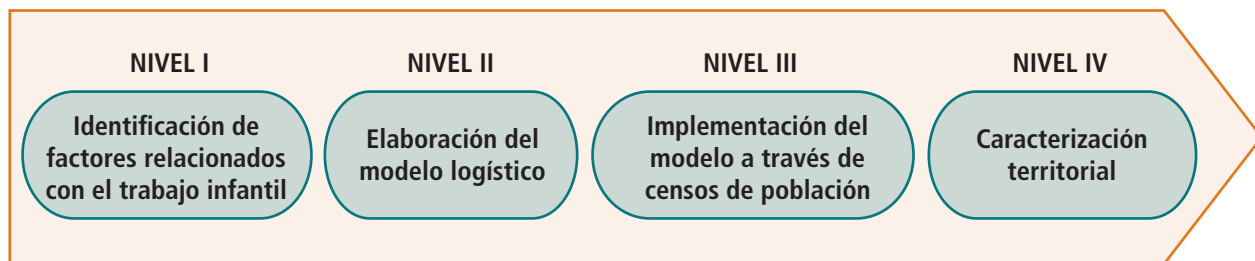 NIVEL I
Identificación de
factores relacionados
con el trabajo infantil
NIVEL II
Elaboración del
modelo logístico
NIVEL III
Implementación del
modelo a través de
censos de población
NIVEL IV
Caracterización
territorial